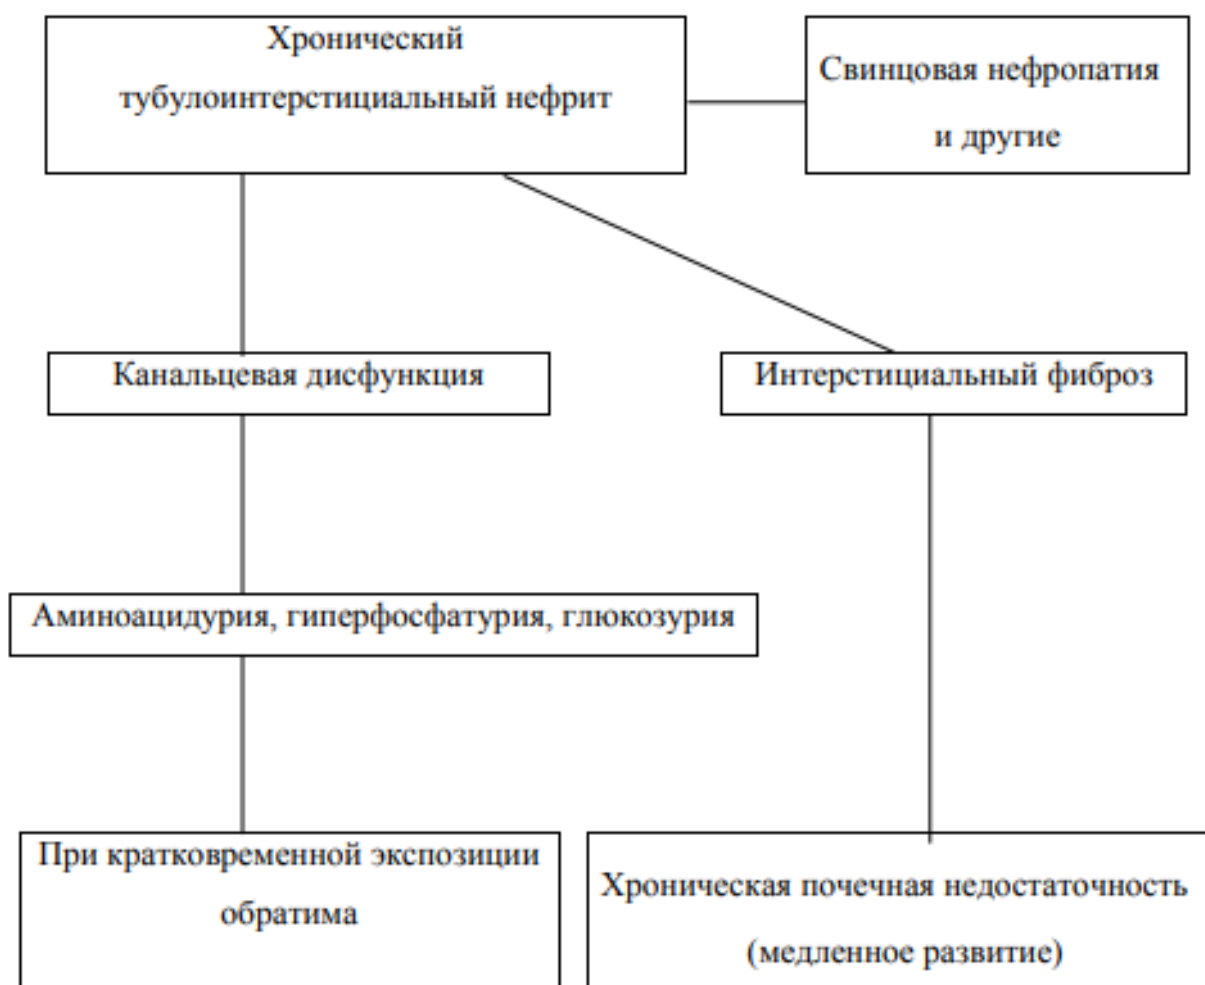 Хронический
тубулоинтерстициальный нефрит
Свинцовая нефропатия
и другие
Канальцевая дисфункция
Интерстициальный фиброз
Аминоацидурия, гиперфосфатурия, глюкозурия
При кратковременной экспозиции
обратима
Хроническая почечная недостаточность
(медленное развитие)